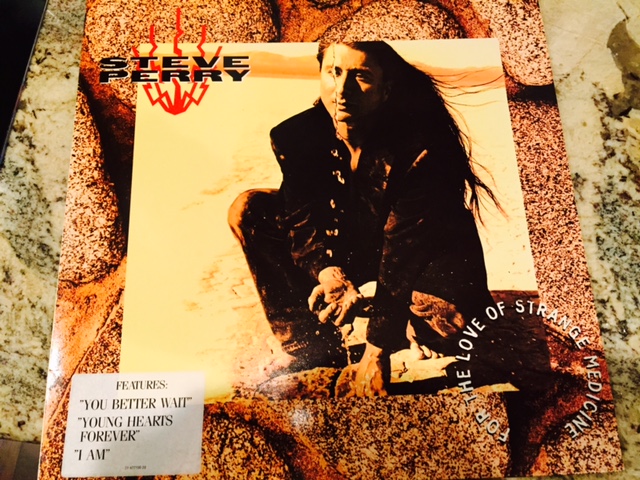 STEVE
PERRY
FOR THE LOVE OF STRANGE MEDICINE
FEATURES:
"YOU BETTER WAIT"
"YOUNG HEARTS
FOREVER"
"I AM"